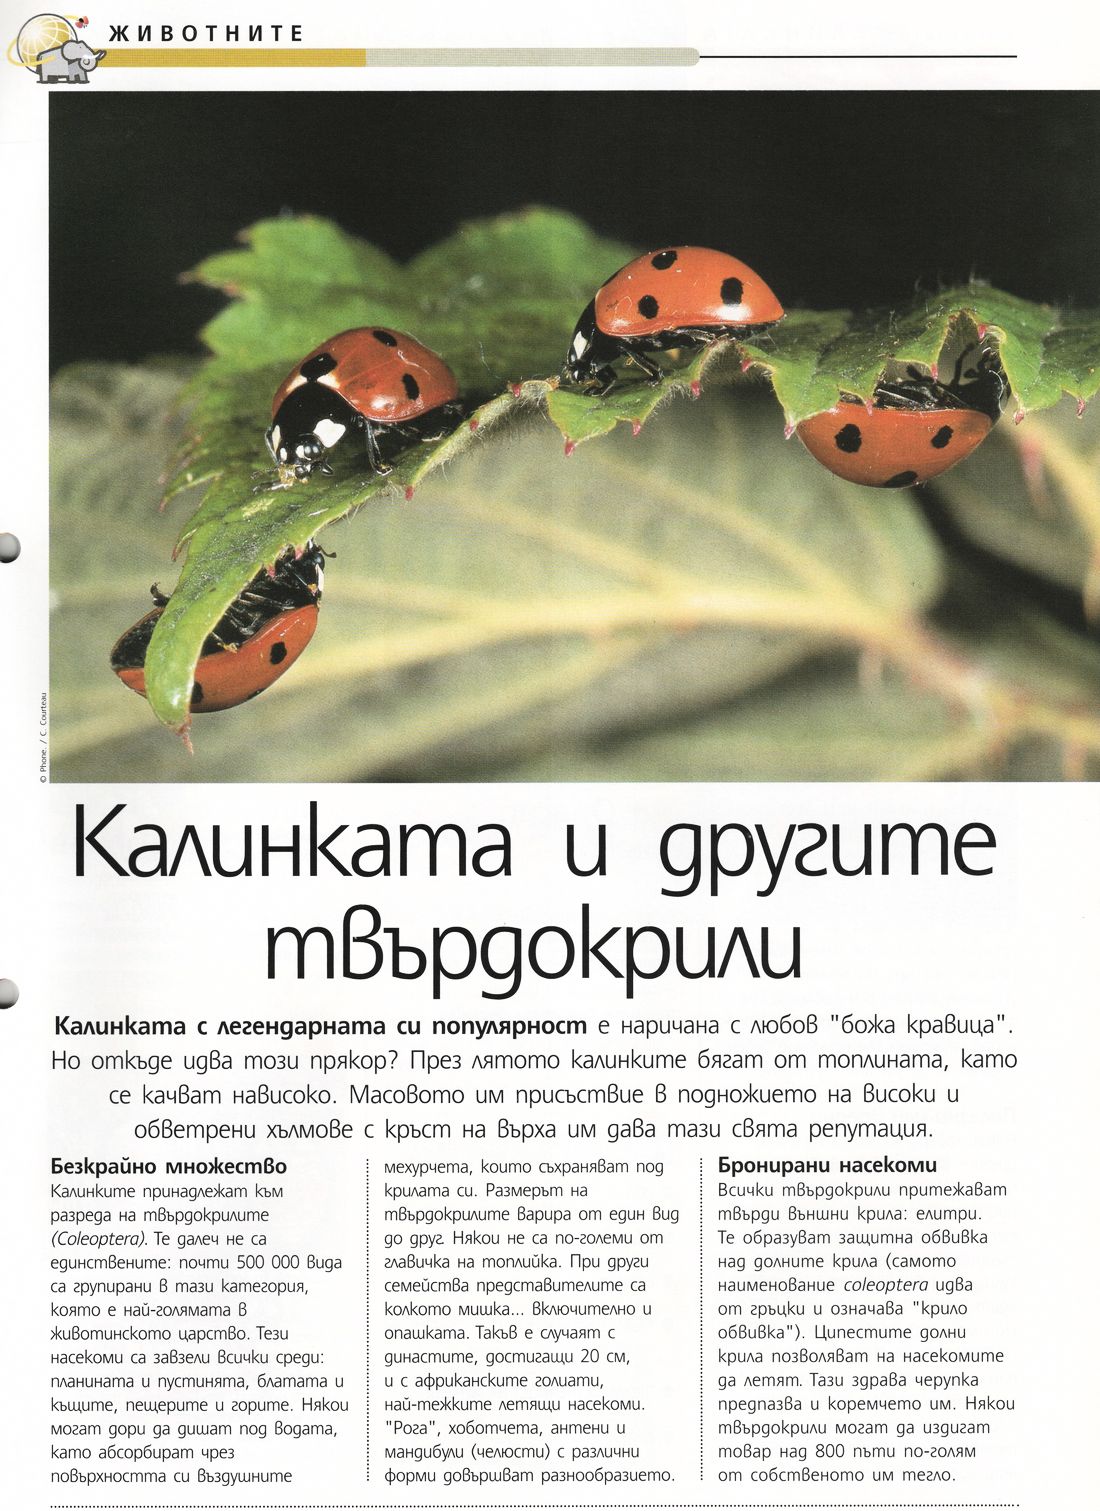 ЖИВОТНИТЕ
© Phone. / C. Courteau
Калинката и другите
твърдокрили
Калинката с легендарната си популярност е наричана с любов "божа кравица".
Но откъде идва този прякор? През лятото калинките бягат от топлината, като
се качват нависоко. Масовото им присъствие в подножието на високи и
обветрени хълмове с кръст на върха им дава тази свята репутация.
Безкрайно множество
Калинките принадлежат към
разреда на твърдокрилите
(Coleoptera). Те далеч не са
единствените: почти 500 000 вида
са групирани в тази категория,
която е най-голямата в
животинското царство. Тези
насекоми са завзели всички среди:
планината и пустинята, блатата и
къщите, пещерите и горите. Някои
могат дори да дишат под водата,
като абсорбират чрез
повърхността си въздушните
мехурчета, които съхраняват под
крилата си. Размерът на
твърдокрилите варира от един вид
до друг. Някои не са по-големи от
главичка на топлийка. При други
семейства представителите са
колкото мишка... включително и
опашката. Такъв е случаят с
династите, достигащи 20 см,
и с африканските голиати,
най-тежките летящи насекоми.
"Рога", хоботчета, антени и
мандибули (челюсти) с различни
форми довършват разнообразието.
Бронирани насекоми
Всички твърдокрили притежават
твърди външни крила: елитри.
Те образуват защитна обвивка
над долните крила (самото
наименование coleoptera идва
от гръцки и означава "крило
обвивка"). Ципестите долни
крила позволяват на насекомите
да летят. Тази здрава черупка
предпазва и коремчето им. Някои
твърдокрили могат да издигат
товар над 800 пъти по-голям
от собственото им тегло.